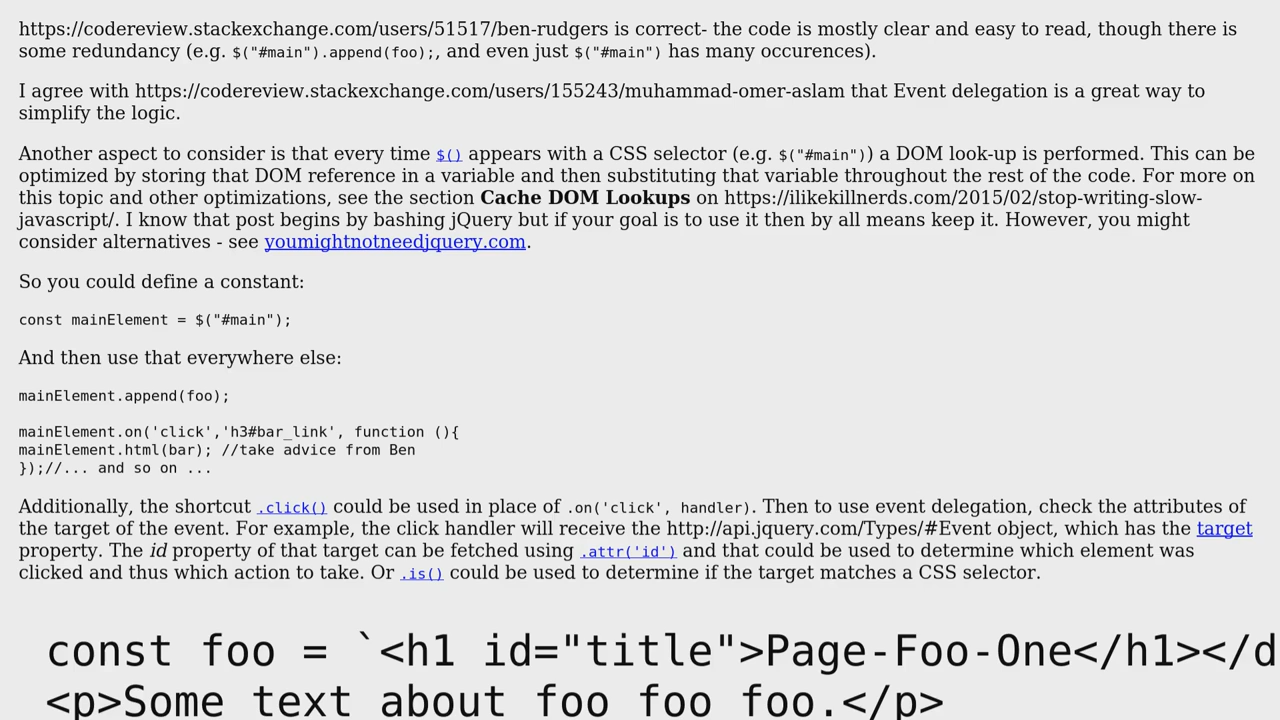 https://codereview.stackexchange.com/users/51517/ben-rudgers is correct- the code is mostly clear and easy to read, though there is
some redundancy (e.g. $("#main").append(foo);, and even just $("#main") has many occurences).
I agree with https://codereview.stackexchange.com/users/155243/muhammad-omer-aslam that Event delegation is a great way to
simplify the logic.
Another aspect to consider is that every time $() appears with a CSS selector (e.g. $("#main")) a DOM look-up is performed. This can be
optimized by storing that DOM reference in a variable and then substituting that variable throughout the rest of the code. For more on
this topic and other optimizations, see the section Cache DOM Lookups on https://ilikekillnerds.com/2015/02/stop-writing-slow-
javascript/. I know that post begins by bashing jQuery but if your goal is to use it then by all means keep it. However, you might
consider alternatives - see youmightnotneedjquery.com.
So you could define a constant:
const mainElement = $("#main");
And then use that everywhere else:
mainElement.append(foo);
mainElement.on('click','h3#bar_link', function (){
mainElement.html(bar); //take advice from Ben
});//... and so on ...
Additionally, the shortcut .click() could be used in place of .on('click', handler). Then to use event delegation, check the attributes of
the target of the event. For example, the click handler will receive the http://api.jquery.com/Types/#Event object, which has the target
property. The id property of that target can be fetched using .attr('id') and that could be used to determine which element was
clicked and thus which action to take. Or .is() could be used to determine if the target matches a CSS selector.
const foo = `<h1 id="title">Page-Foo-One</h1></d
<p>Some text about foo foo foo.</p>